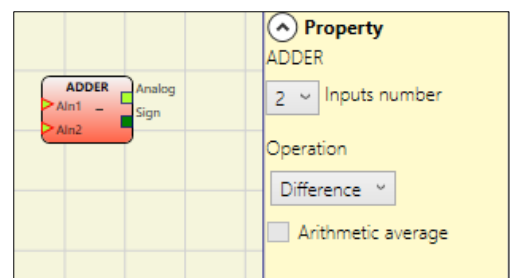 ADDER
AIn1
–
AIn2
Analog
Sign
Property
ADDER
2 Inputs number
Operation
Difference
Arithmetic average